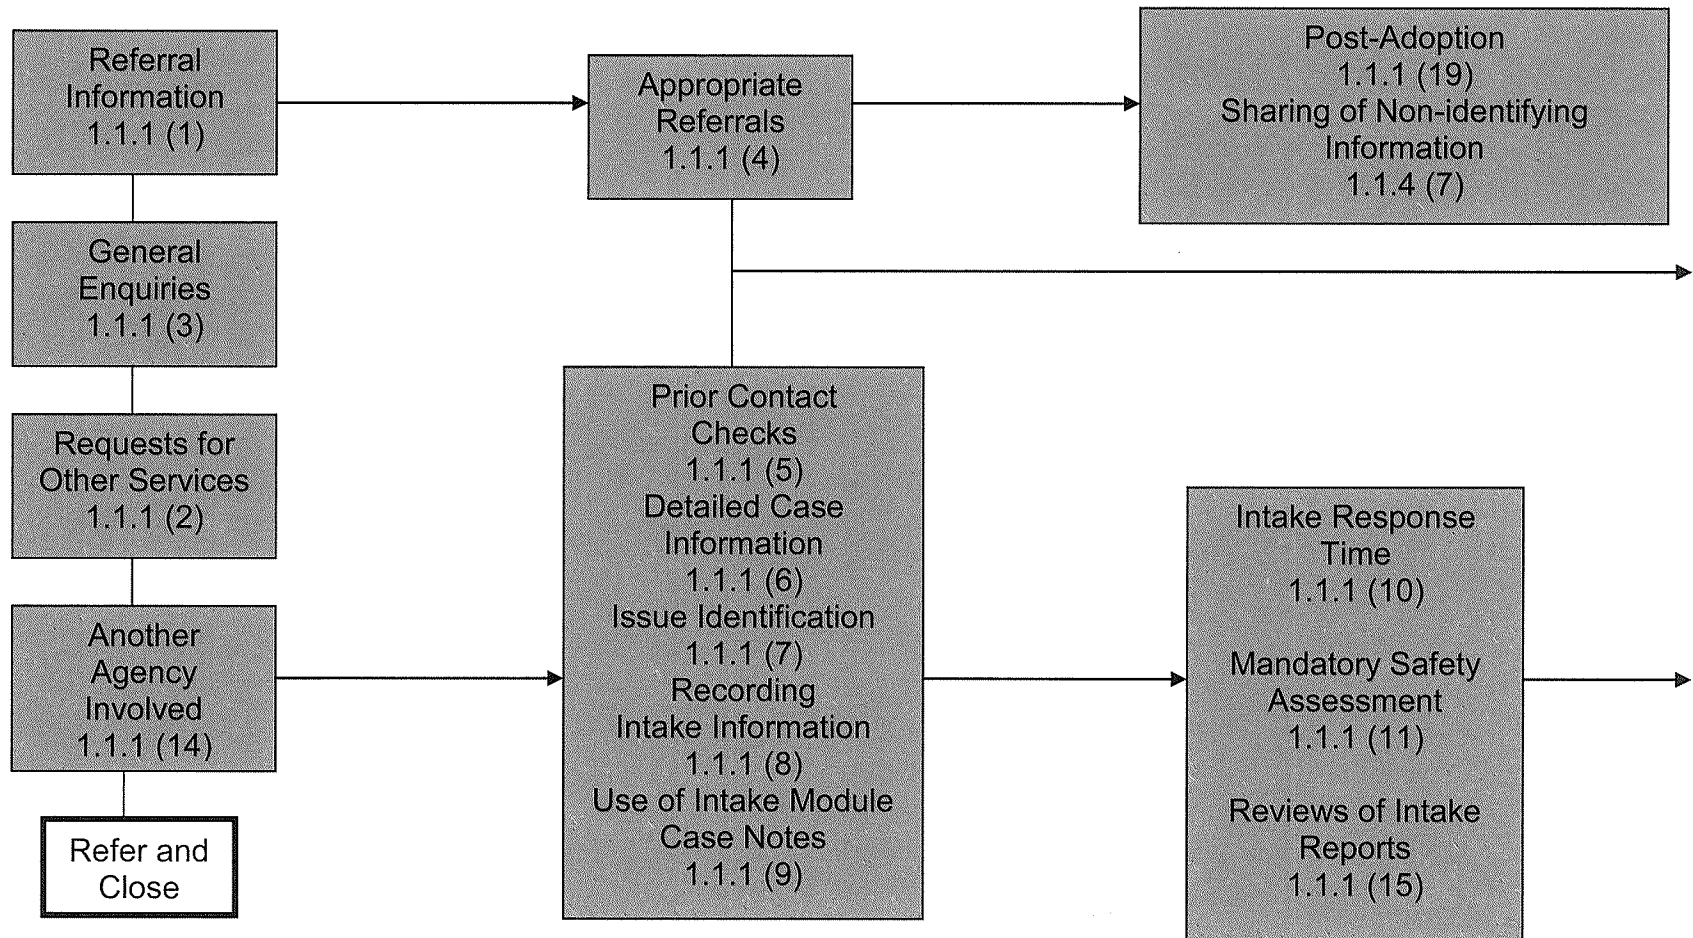 Referral
Information
1.1.1 (1)
General
Enquiries
1.1.1 (3)
Requests for
Other Services
1.1.1 (2)
Another
Agency
Involved
1.1.1 (14)
Refer and
Close
Appropriate
Referrals
1.1.1 (4)
Prior Contact
Checks
1.1.1 (5)
Detailed Case
Information
1.1.1 (6)
Issue Identification
1.1.1 (7)
Recording
Intake Information
1.1.1 (8)
Use of Intake Module
Case Notes
1.1.1 (9)
Post-Adoption
1.1.1 (19)
Sharing of Non-identifying
Information
1.1.4 (7)
Intake Response
Time
1.1.1 (10)
Mandatory Safety
Assessment
1.1.1 (11)
Reviews of Intake
Reports
1.1.1 (15)